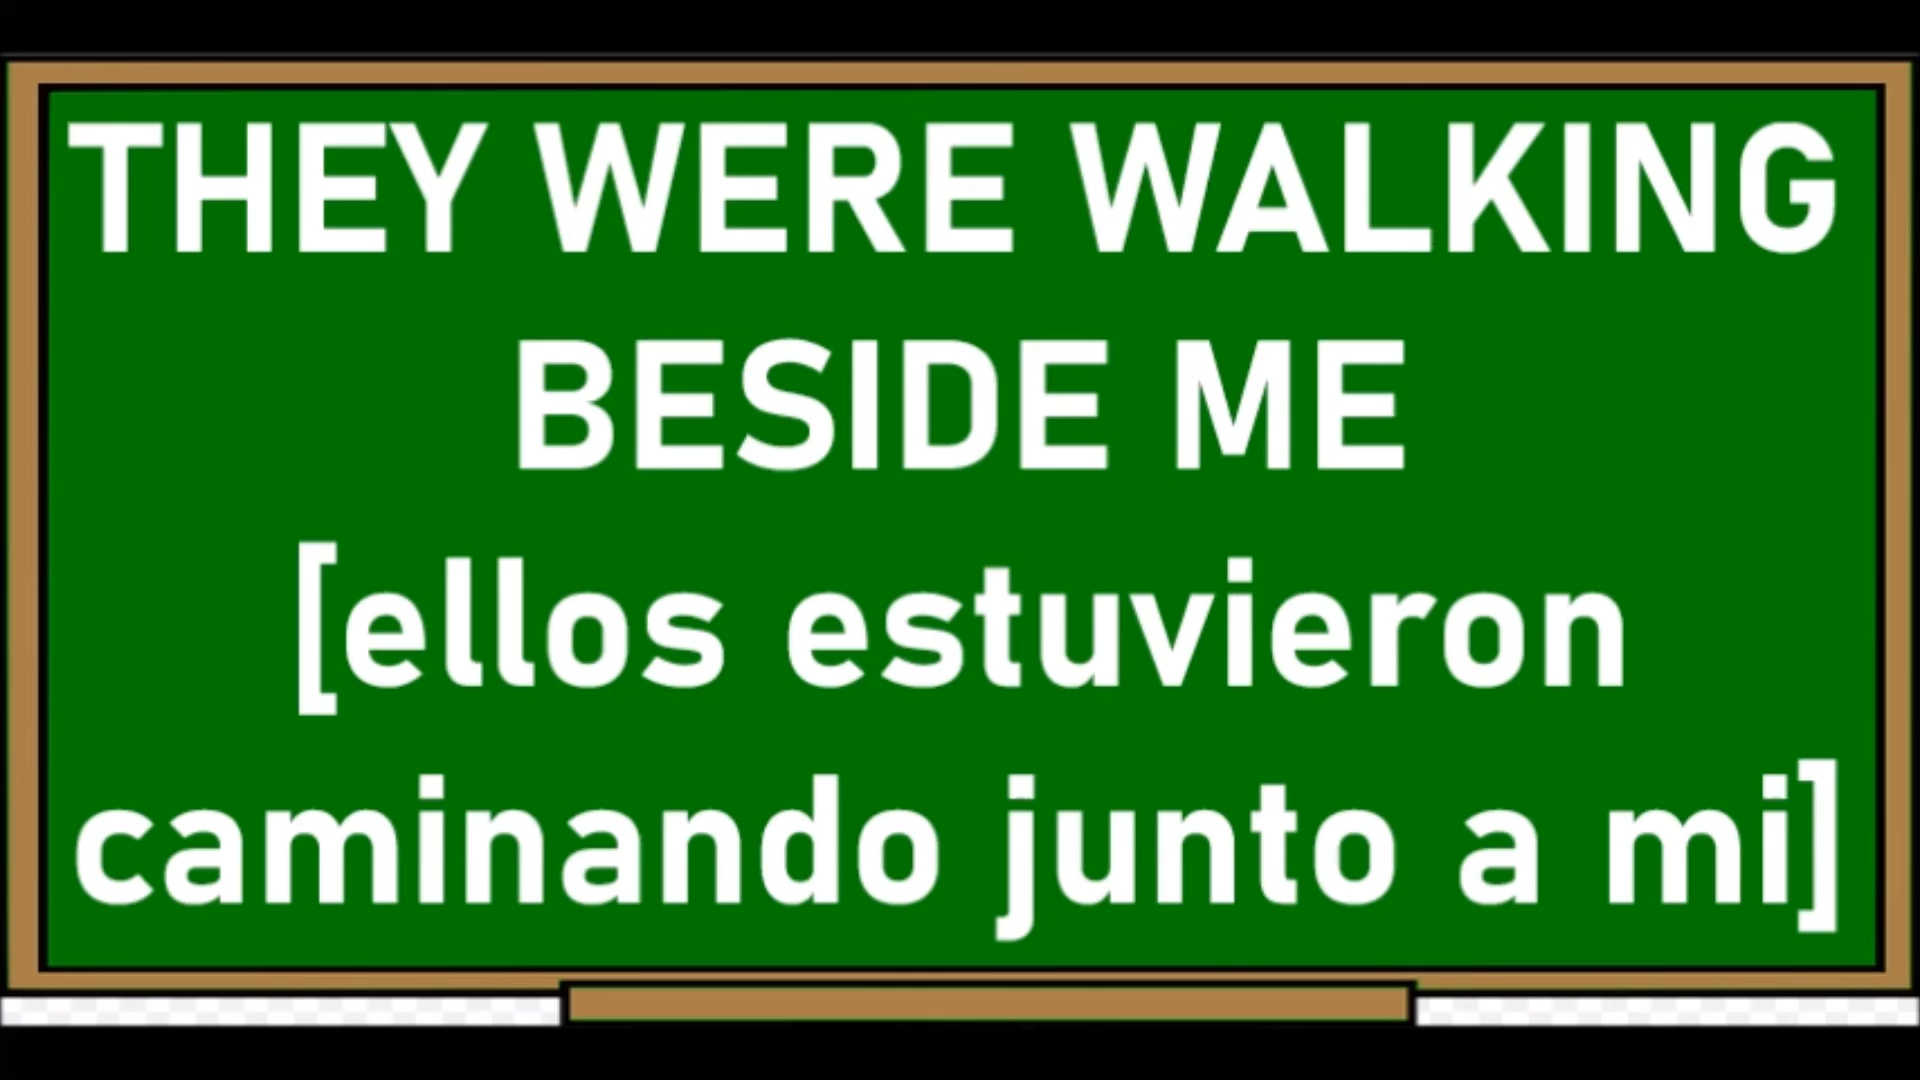 THEY WERE WALKING
BESIDE ME
[ellos estuvieron
caminando junto a mi]